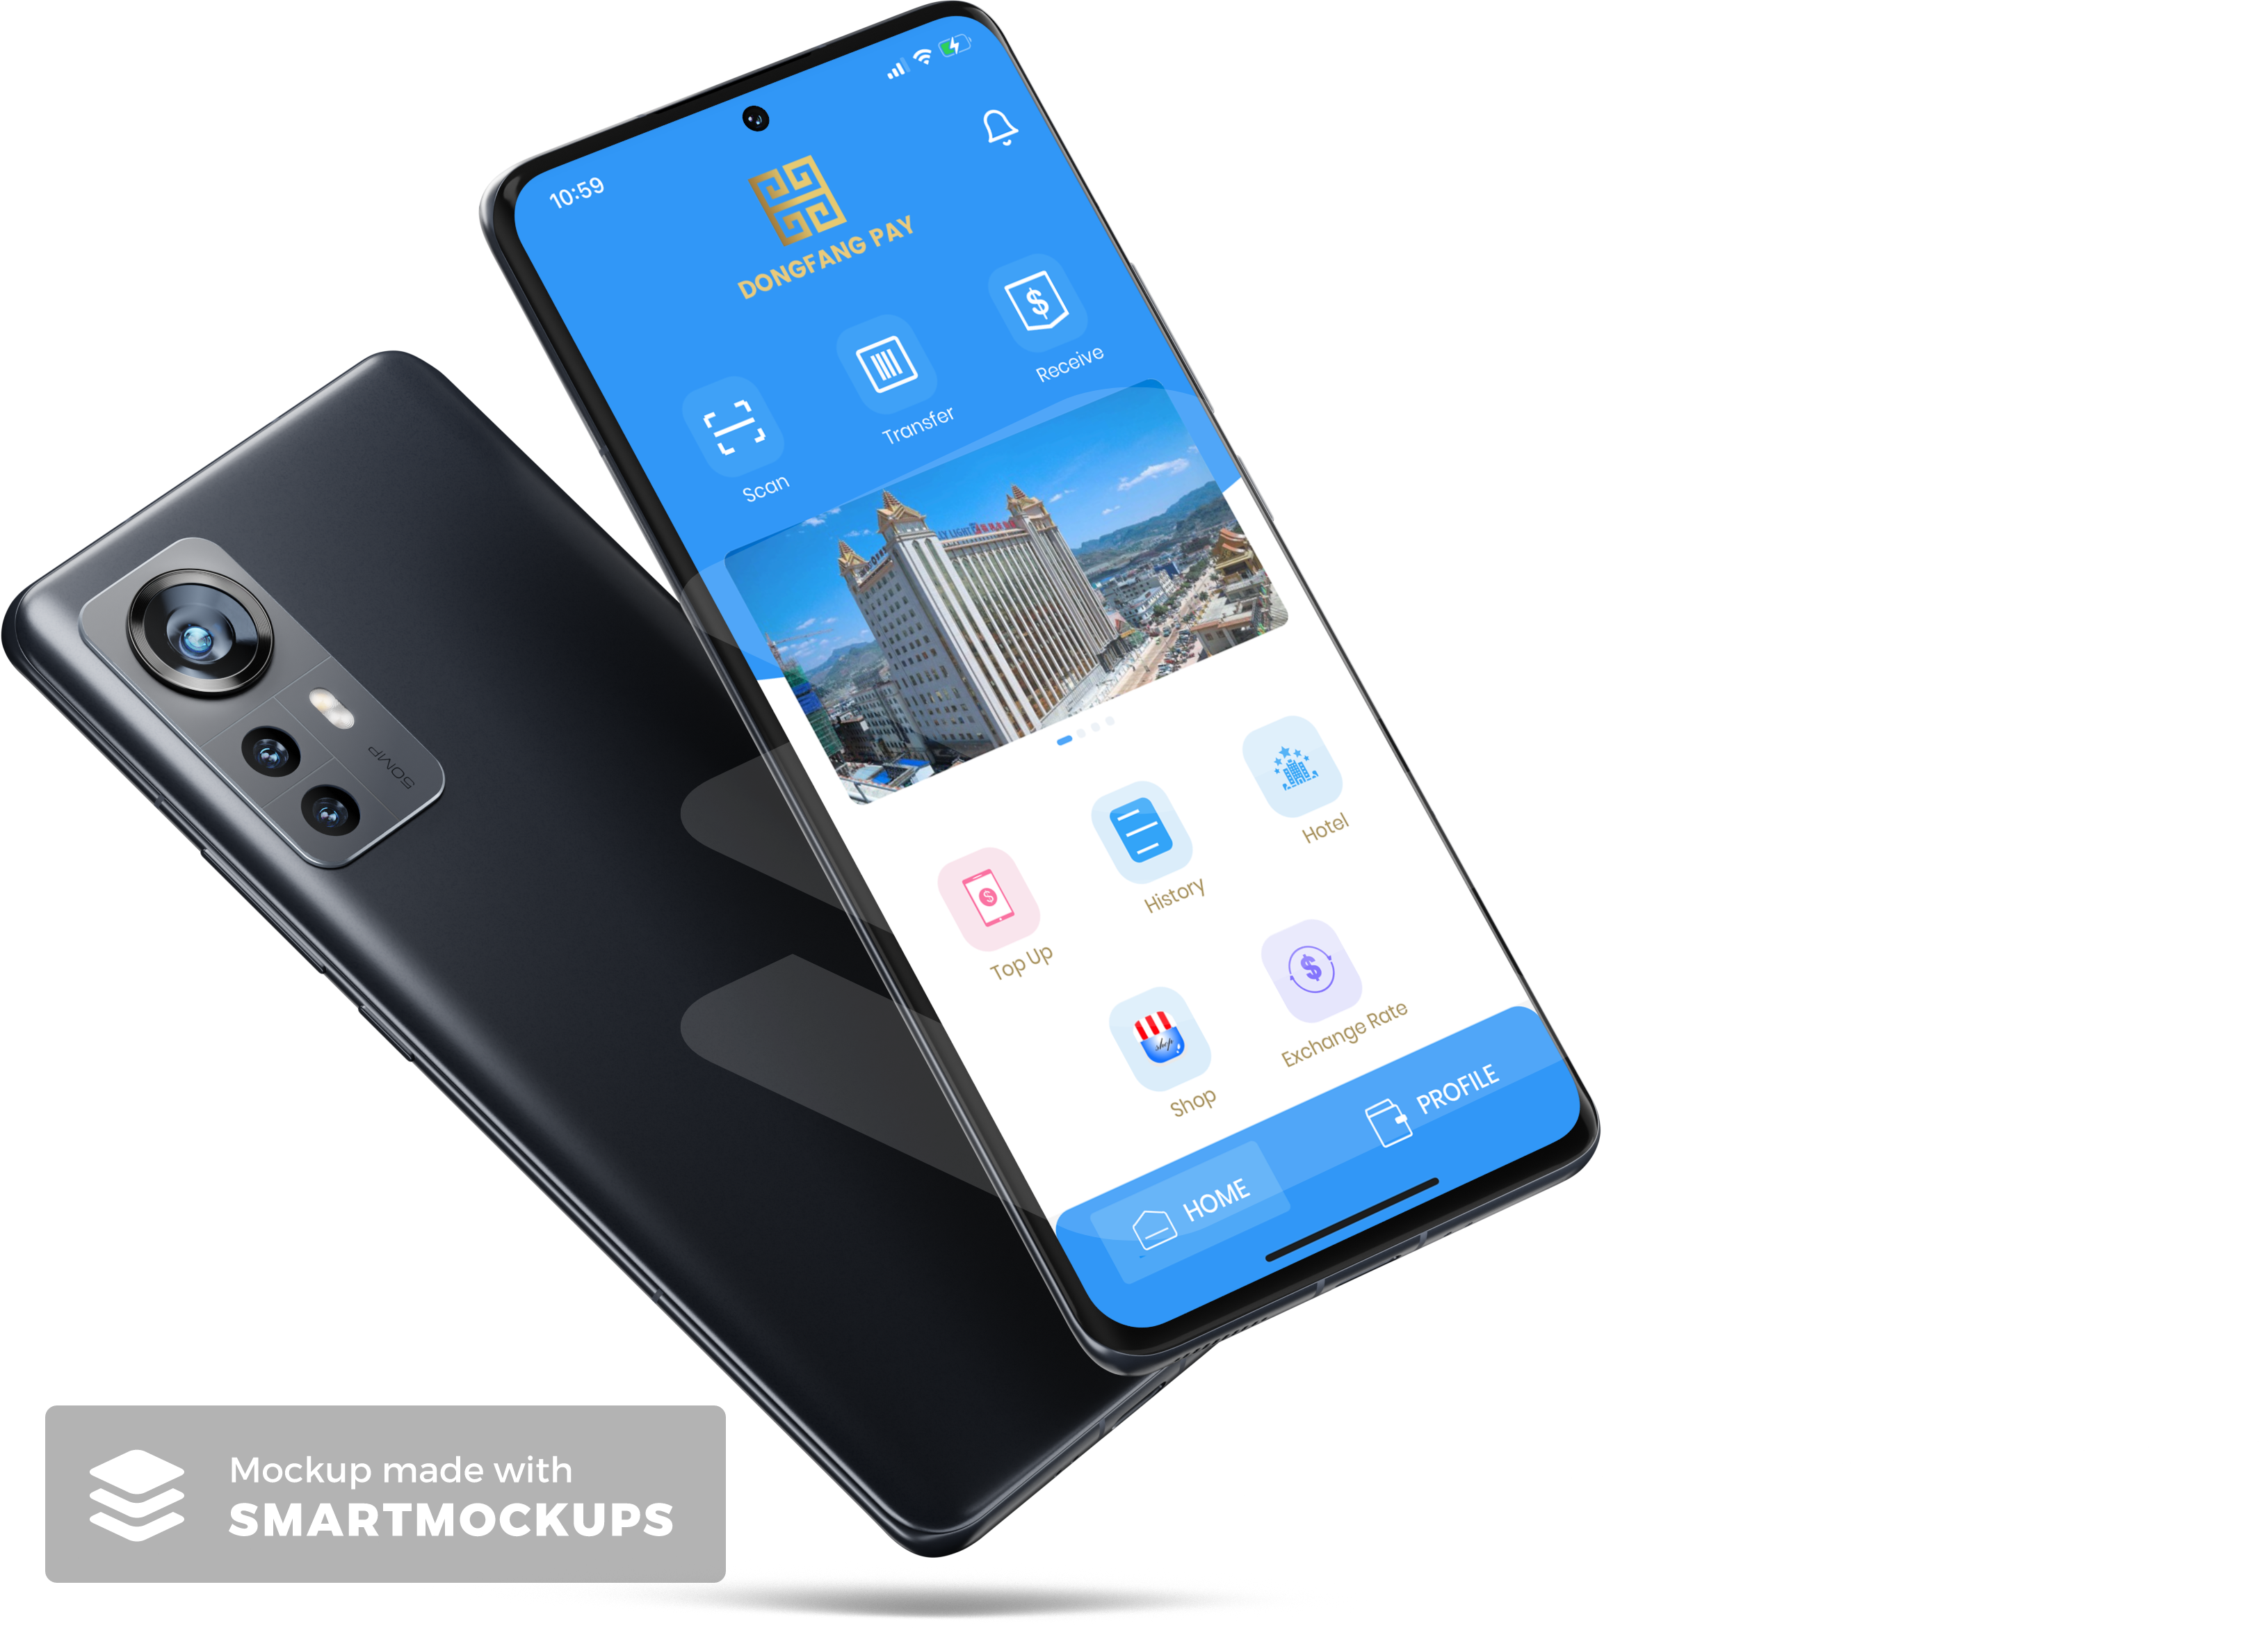 10:59
DONGFANG PAY
Scan
Transfer
Receive
Top Up
History
Hotel
Shop
shop
Exchange Rate
HOME
PROFILE
50MP
Mockup made with
SMARTMOCKUPS